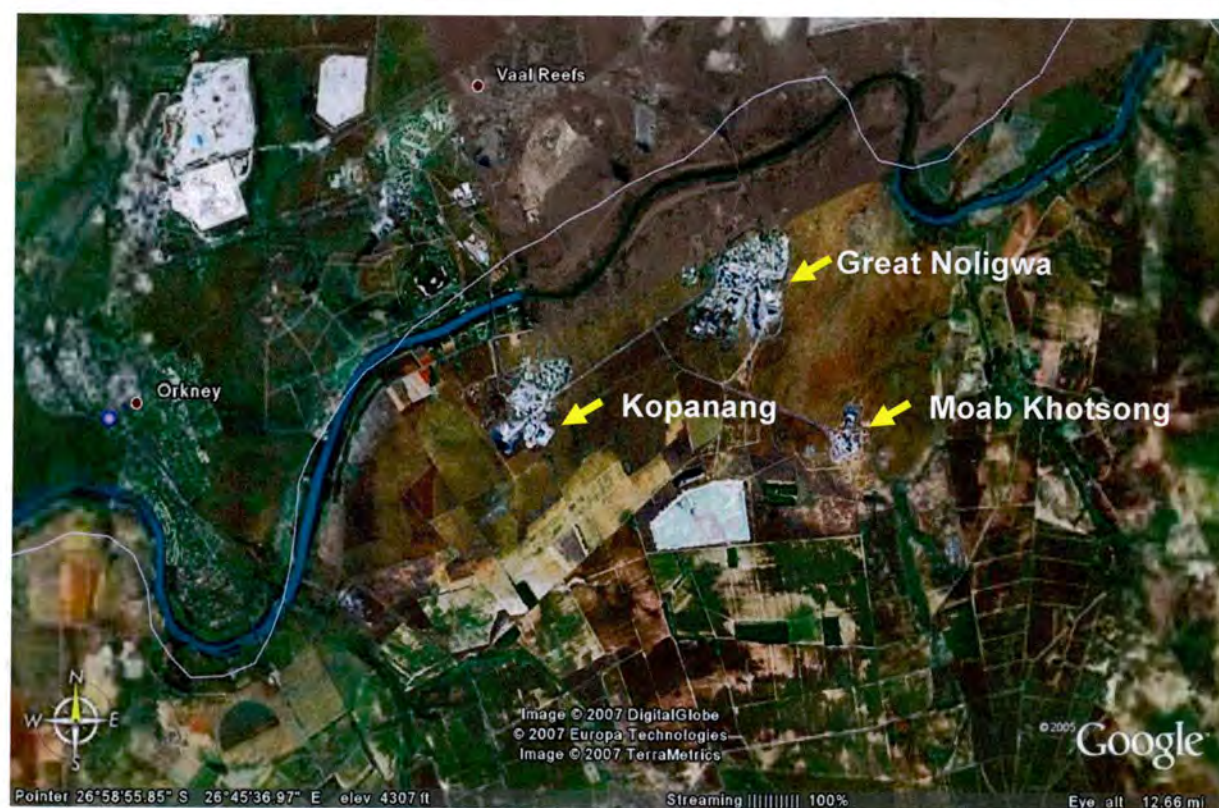 Vaal Reefs
Great Noligwa
Orkney
Kopanang
Moab Khotsong
N
W E
S
Image © 2007 DigitalGlobe
© 2007 Europa Technologies
Image © 2007 TerraMetrics
©2005 Google
Pointer 26°58'55.85" S 26°45'36.97" E elev 4307 ft
Streaming |||||||||| 100%
Eye alt 12.66 mi